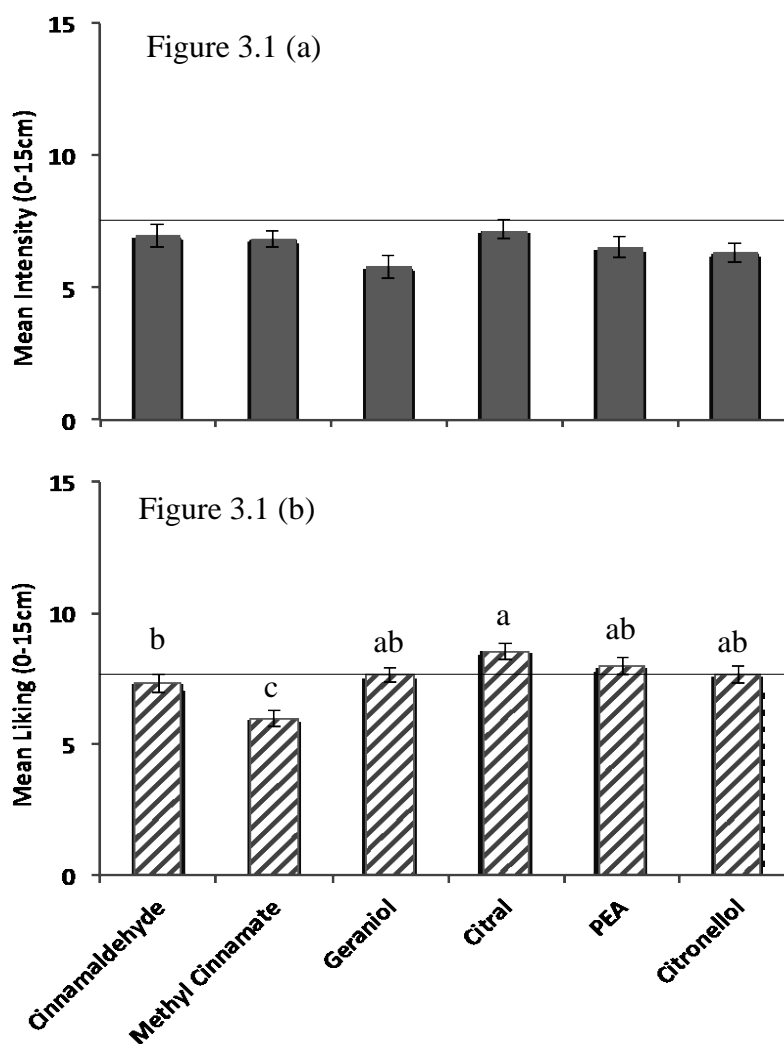 Figure 3.1 (a)
Mean Intensity (0-15cm)
15
10
5
0
Figure 3.1 (b)
Mean Liking (0-15cm)
15
10
5
0
b
c
ab
a
ab
ab
Cinnamaldehyde
Methyl Cinnamate
Geraniol
Citral
PEA
Citronellol